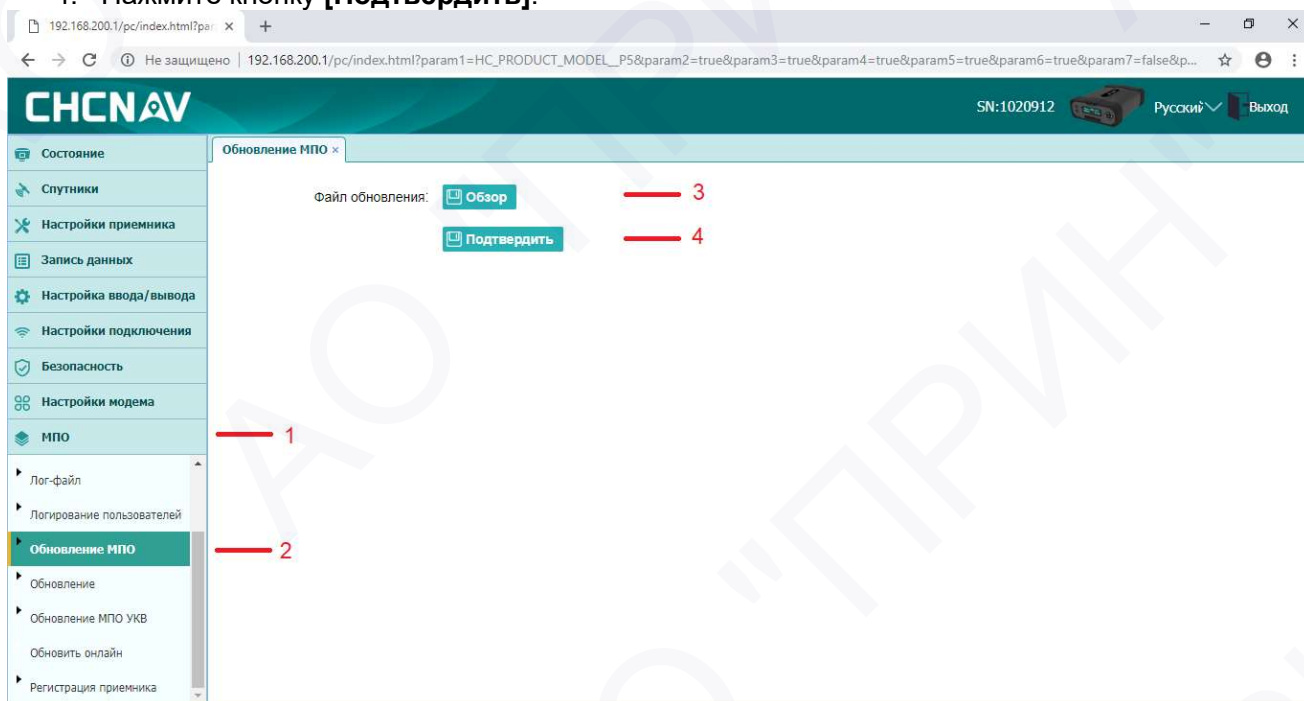 4. Нажмите кнопку [Подтвердить].
192.168.200.1/pc/index.html?par
Не защищено | 192.168.200.1/pc/index.html?param1=HC_PRODUCT_MODEL__P5&param2=true&param3=true&param4=true&param5=true&param6=true&param7=false&p...
CHCNAV
SN:1020912
Русский
Выход
Состояние
Обновление МПО ×
Спутники
Файл обновления:
Обзор
3
Настройки приемника
Подтвердить
4
Запись данных
Настройка ввода/вывода
Настройки подключения
Безопасность
Настройки модема
МПО
1
Лог-файл
Логирование пользователей
Обновление МПО
2
Обновление
Обновление МПО УКВ
Обновить онлайн
Регистрация приемника
АО "ПРИН"